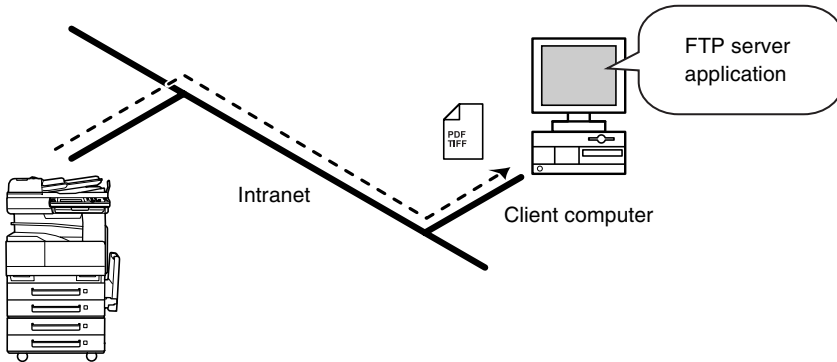 FTP server
application
PDF
TIFF
Intranet
Client computer